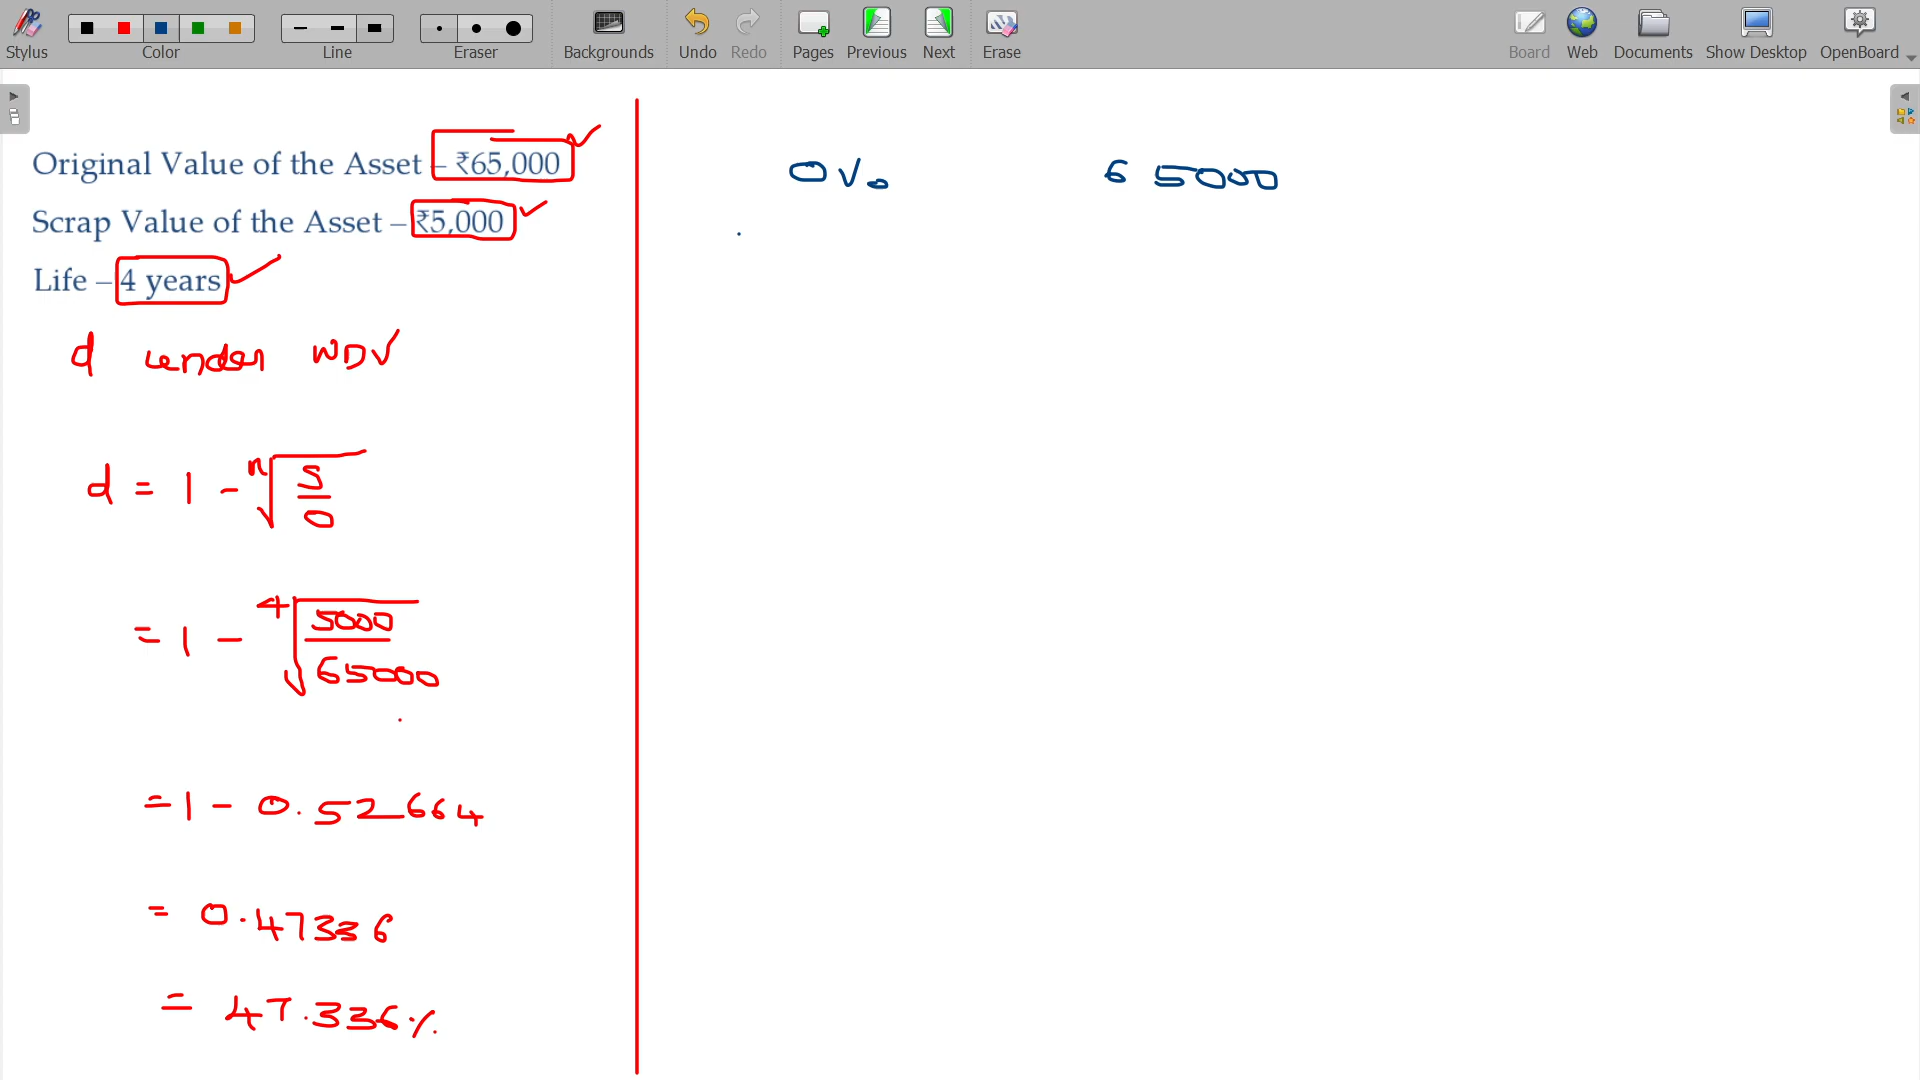 Stylus Color Line Eraser Backgrounds Undo Redo Pages Previous Next Erase Board Web Documents Show Desktop OpenBoard
Original Value of the Asset – ₹65,000
Scrap Value of the Asset – ₹5,000
Life – 4 years
d under WDV
d = 1 - ⁿ√(S/O)
= 1 - ⁴√(5000/65000)
= 1 - 0.52664
= 0.47336
= 47.336%
OV₀ 65000